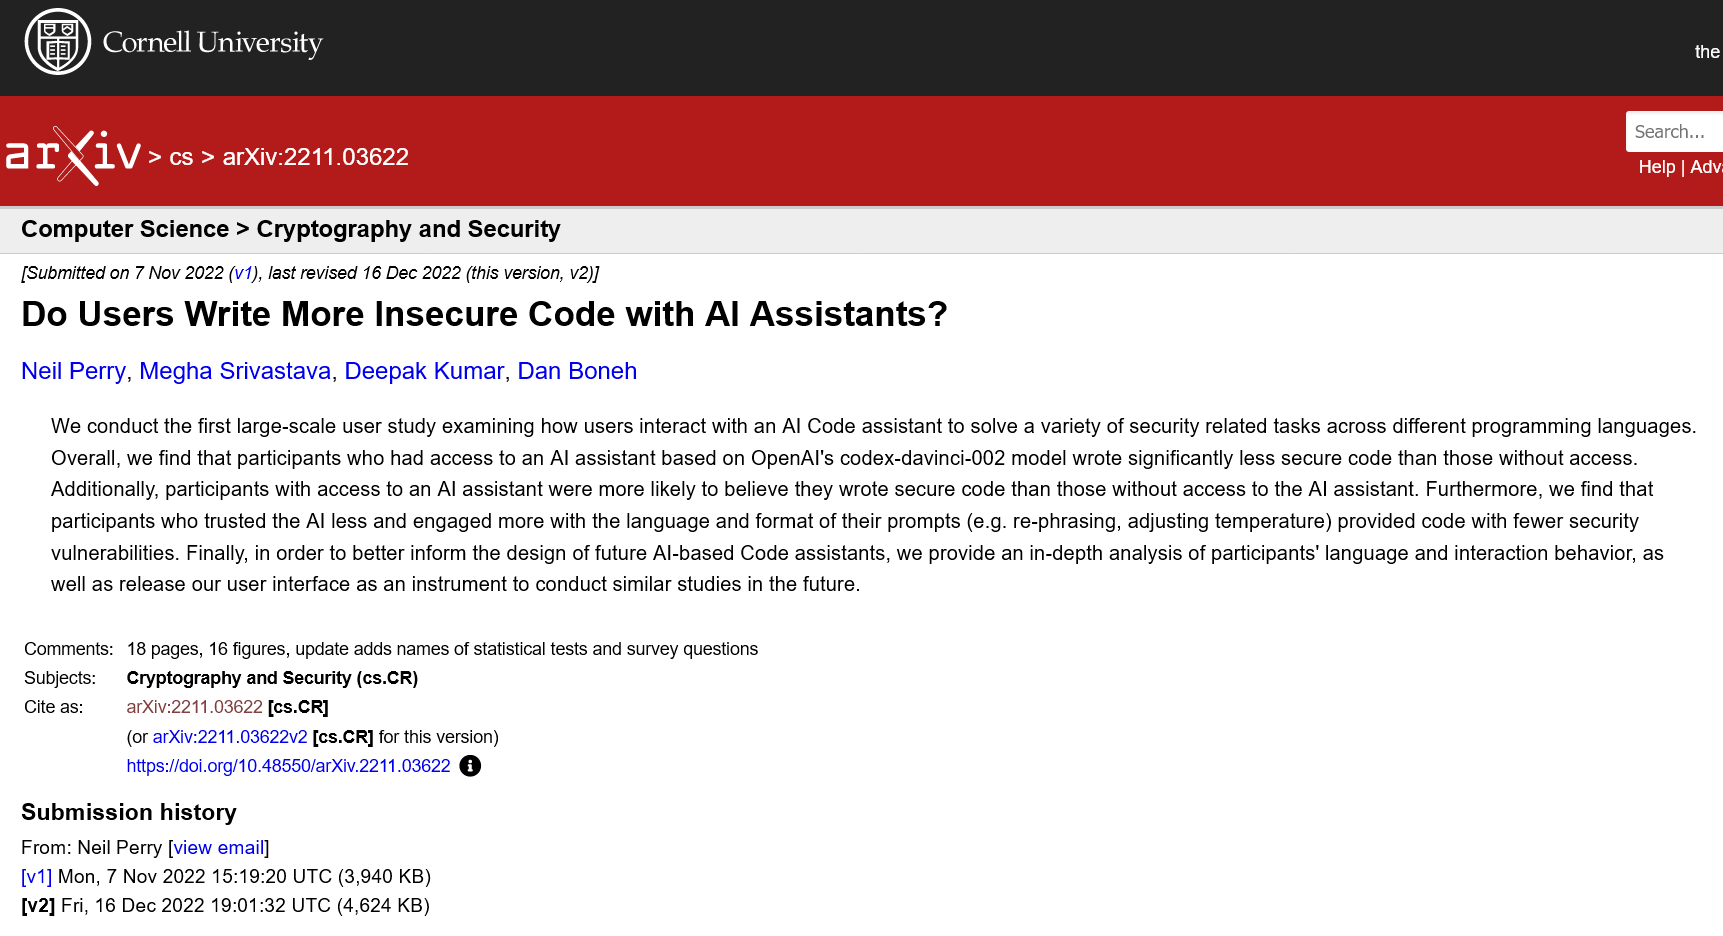 Cornell University
the
arXiv > cs > arXiv:2211.03622
Search...
Help | Adv
Computer Science > Cryptography and Security
[Submitted on 7 Nov 2022 (v1), last revised 16 Dec 2022 (this version, v2)]
Do Users Write More Insecure Code with AI Assistants?
Neil Perry, Megha Srivastava, Deepak Kumar, Dan Boneh
We conduct the first large-scale user study examining how users interact with an AI Code assistant to solve a variety of security related tasks across different programming languages.
Overall, we find that participants who had access to an AI assistant based on OpenAI's codex-davinci-002 model wrote significantly less secure code than those without access.
Additionally, participants with access to an AI assistant were more likely to believe they wrote secure code than those without access to the AI assistant. Furthermore, we find that
participants who trusted the AI less and engaged more with the language and format of their prompts (e.g. re-phrasing, adjusting temperature) provided code with fewer security
vulnerabilities. Finally, in order to better inform the design of future AI-based Code assistants, we provide an in-depth analysis of participants' language and interaction behavior, as
well as release our user interface as an instrument to conduct similar studies in the future.
Comments: 18 pages, 16 figures, update adds names of statistical tests and survey questions
Subjects: Cryptography and Security (cs.CR)
Cite as: arXiv:2211.03622 [cs.CR]
(or arXiv:2211.03622v2 [cs.CR] for this version)
https://doi.org/10.48550/arXiv.2211.03622
Submission history
From: Neil Perry [view email]
[v1] Mon, 7 Nov 2022 15:19:20 UTC (3,940 KB)
[v2] Fri, 16 Dec 2022 19:01:32 UTC (4,624 KB)